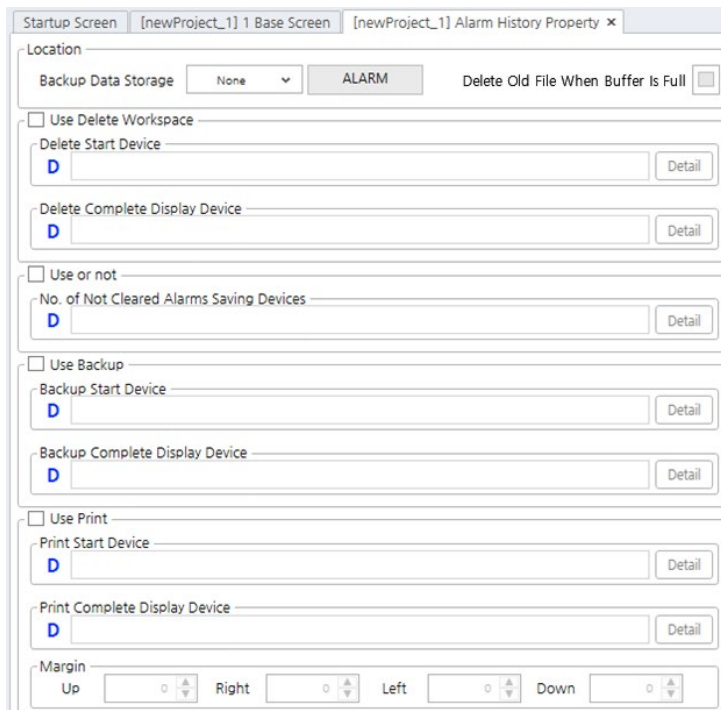 Startup Screen [newProject_1] 1 Base Screen [newProject_1] Alarm History Property ×
Location
Backup Data Storage None ALARM Delete Old File When Buffer Is Full
Use Delete Workspace
Delete Start Device
D Detail
Delete Complete Display Device
D Detail
Use or not
No. of Not Cleared Alarms Saving Devices
D Detail
Use Backup
Backup Start Device
D Detail
Backup Complete Display Device
D Detail
Use Print
Print Start Device
D Detail
Print Complete Display Device
D Detail
Margin
Up 0 Right 0 Left 0 Down 0